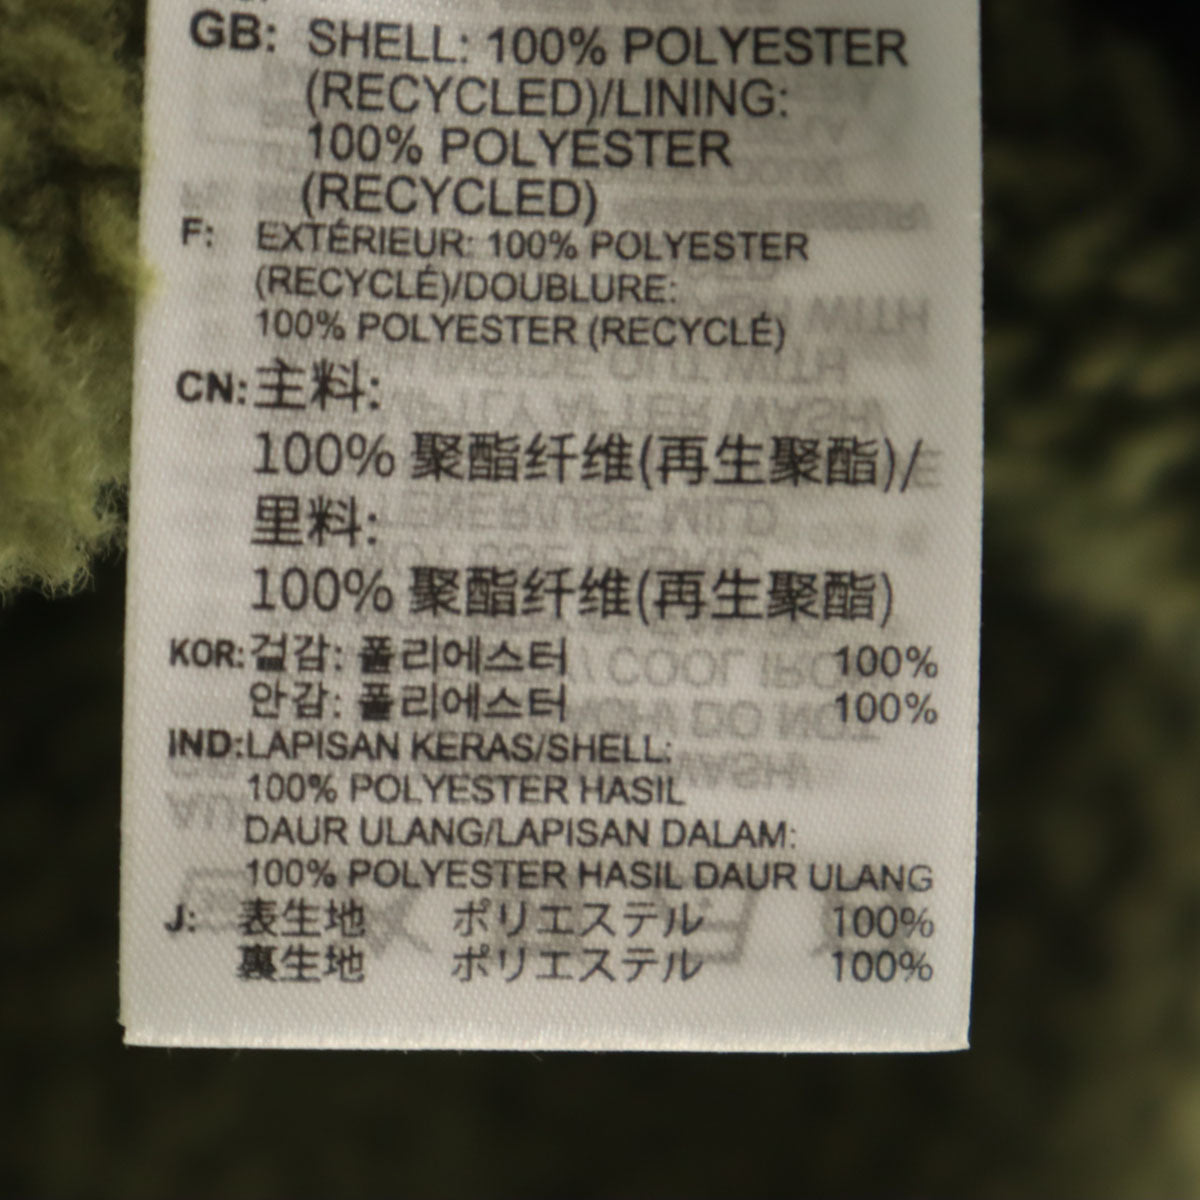 GB: SHELL: 100% POLYESTER
(RECYCLED)/LINING:
100% POLYESTER
(RECYCLED)
F: EXTÉRIEUR: 100% POLYESTER
(RECYCLÉ)/DOUBLURE:
100% POLYESTER (RECYCLÉ)
CN: 主料:
100% 聚酯纤维(再生聚酯)/
里料:
100% 聚酯纤维(再生聚酯)
KOR: 겉감: 폴리에스터 100%
안감: 폴리에스터 100%
IND: LAPISAN KERAS/SHELL:
100% POLYESTER HASIL
DAUR ULANG/LAPISAN DALAM:
100% POLYESTER HASIL DAUR ULANG
J: 表生地 ポリエステル 100%
裏生地 ポリエステル 100%